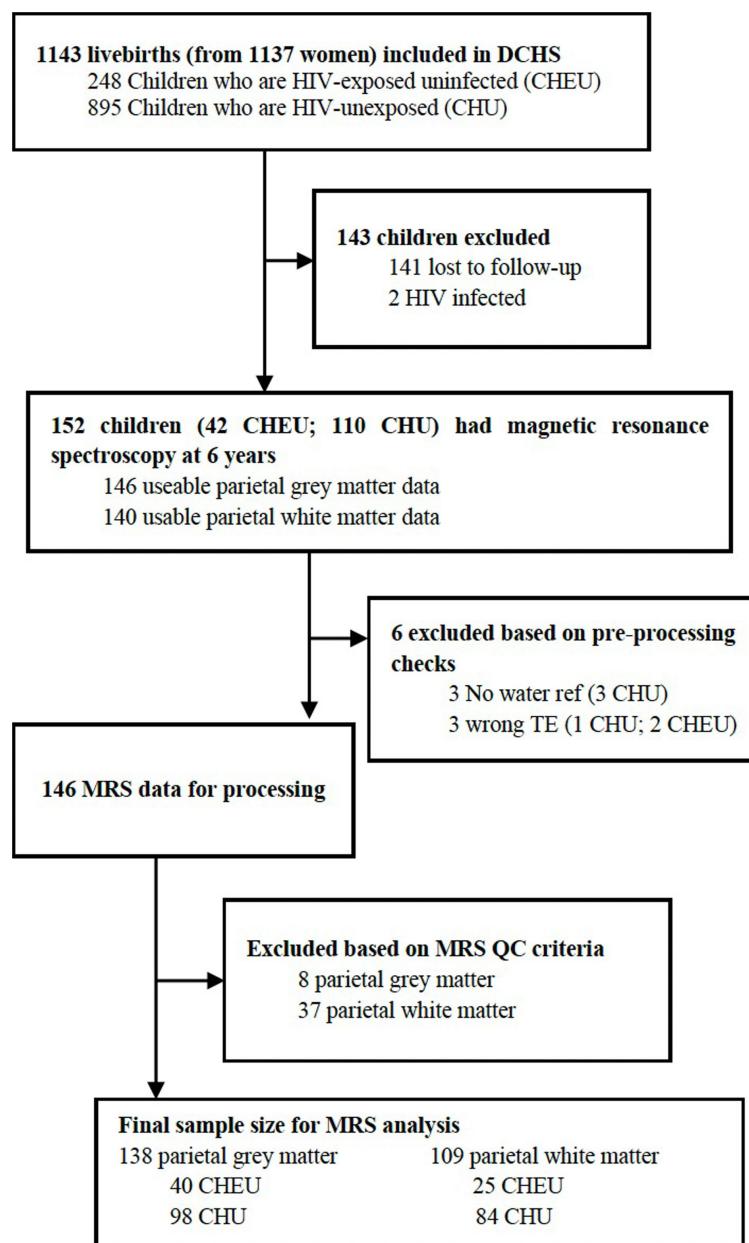 1143 livebirths (from 1137 women) included in DCHS
248 Children who are HIV-exposed uninfected (CHEU)
895 Children who are HIV-unexposed (CHU)
143 children excluded
141 lost to follow-up
2 HIV infected
152 children (42 CHEU; 110 CHU) had magnetic resonance
spectroscopy at 6 years
146 useable parietal grey matter data
140 usable parietal white matter data
6 excluded based on pre-processing
checks
3 No water ref (3 CHU)
3 wrong TE (1 CHU; 2 CHEU)
146 MRS data for processing
Excluded based on MRS QC criteria
8 parietal grey matter
37 parietal white matter
Final sample size for MRS analysis
138 parietal grey matter 109 parietal white matter
40 CHEU 25 CHEU
98 CHU 84 CHU